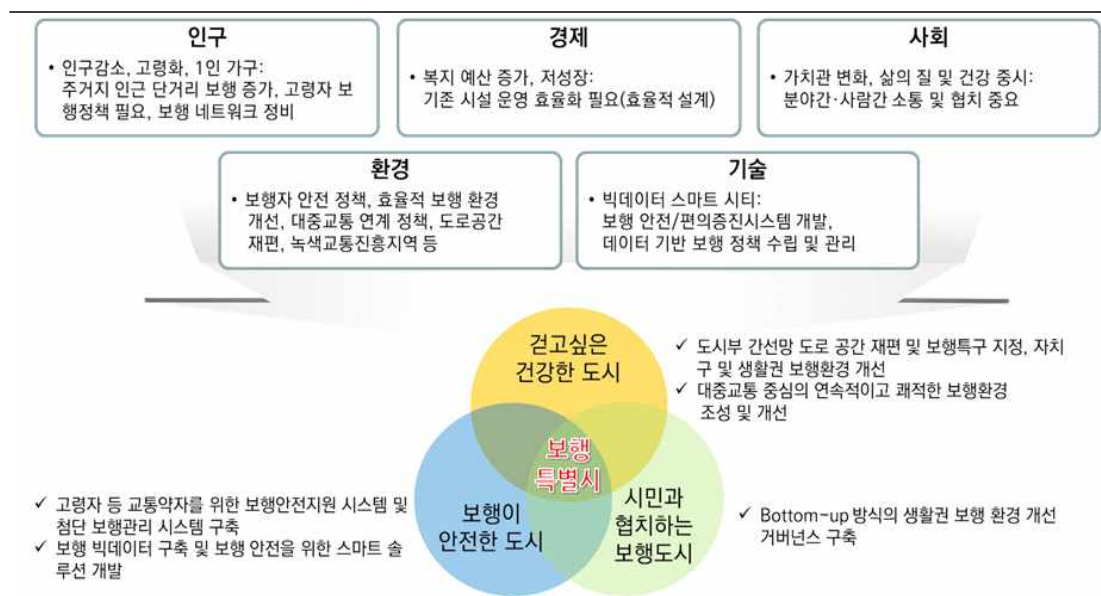 인구
• 인구감소, 고령화, 1인 가구:
주거지 인근 단거리 보행 증가, 고령자 보
행정책 필요, 보행 네트워크 정비
경제
• 복지 예산 증가, 저성장:
기존 시설 운영 효율화 필요(효율적 설계)
사회
• 가치관 변화, 삶의 질 및 건강 중시:
분야간·사람간 소통 및 협치 중요
환경
• 보행자 안전 정책, 효율적 보행 환경
개선, 대중교통 연계 정책, 도로공간
재편, 녹색교통진흥지역 등
기술
• 빅데이터 스마트 시티:
보행 안전/편의증진시스템 개발,
데이터 기반 보행 정책 수립 및 관리
걷고싶은
건강한 도시
✓ 도시부 간선망 도로 공간 재편 및 보행특구 지정, 자치
구 및 생활권 보행환경 개선
✓ 대중교통 중심의 연속적이고 쾌적한 보행환경
조성 및 개선
보행
특별시
✓ 고령자 등 교통약자를 위한 보행안전지원 시스템 및
첨단 보행관리 시스템 구축
✓ 보행 빅데이터 구축 및 보행 안전을 위한 스마트 솔
루션 개발
보행이
안전한 도시
시민과
협치하는
보행도시
✓ Bottom-up 방식의 생활권 보행 환경 개선
거버넌스 구축